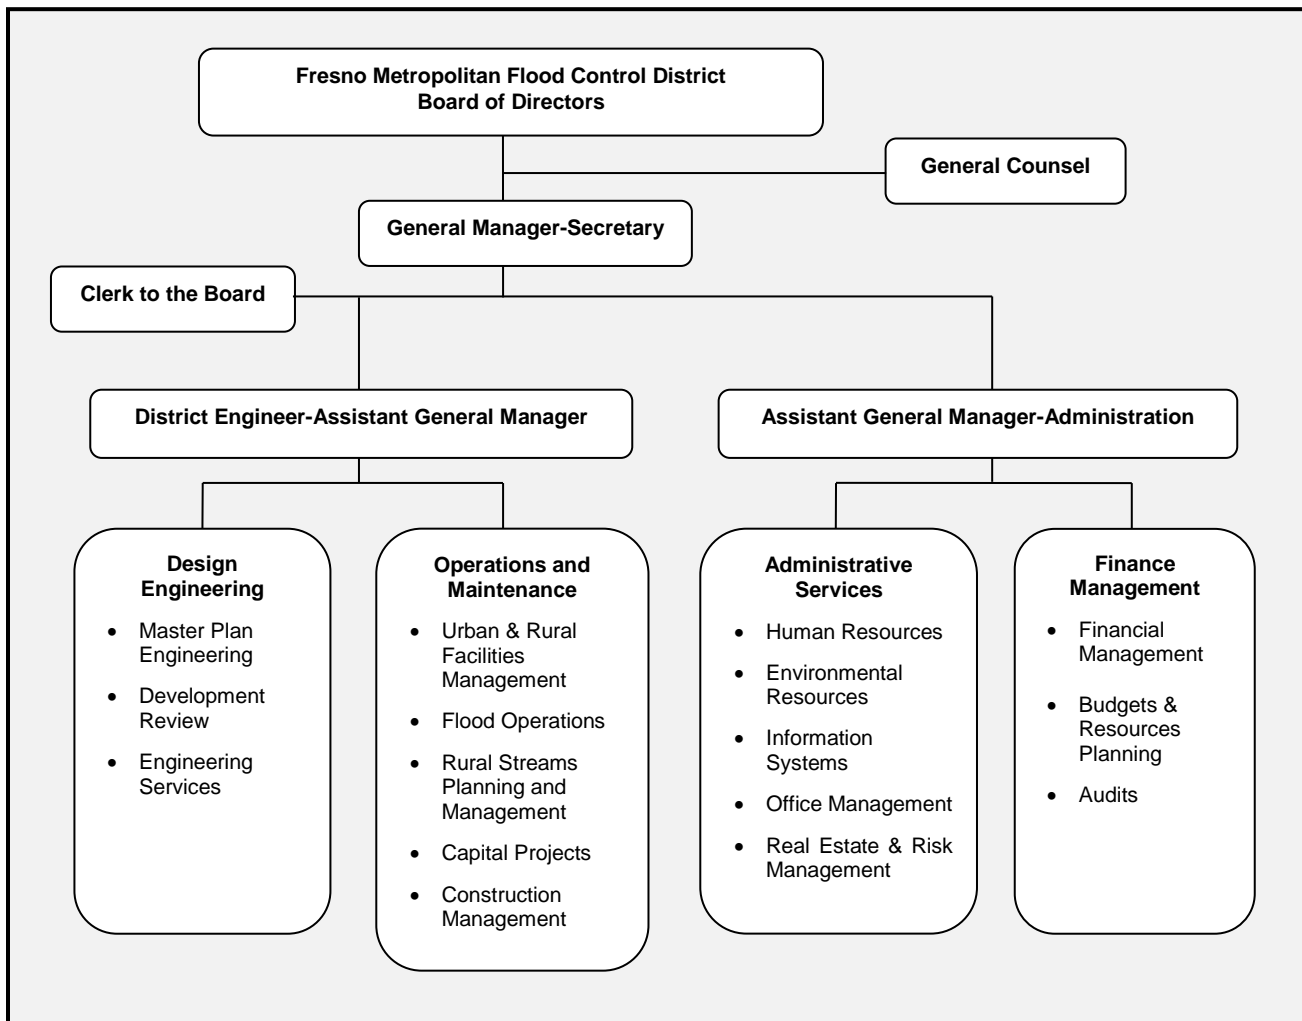 Fresno Metropolitan Flood Control District
Board of Directors
General Counsel
General Manager-Secretary
Clerk to the Board
District Engineer-Assistant General Manager
Assistant General Manager-Administration
Design
Engineering
• Master Plan
Engineering
• Development
Review
• Engineering
Services
Operations and
Maintenance
• Urban & Rural
Facilities
Management
• Flood Operations
• Rural Streams
Planning and
Management
• Capital Projects
• Construction
Management
Administrative
Services
• Human Resources
• Environmental
Resources
• Information
Systems
• Office Management
• Real Estate & Risk
Management
Finance
Management
• Financial
Management
• Budgets &
Resources
Planning
• Audits